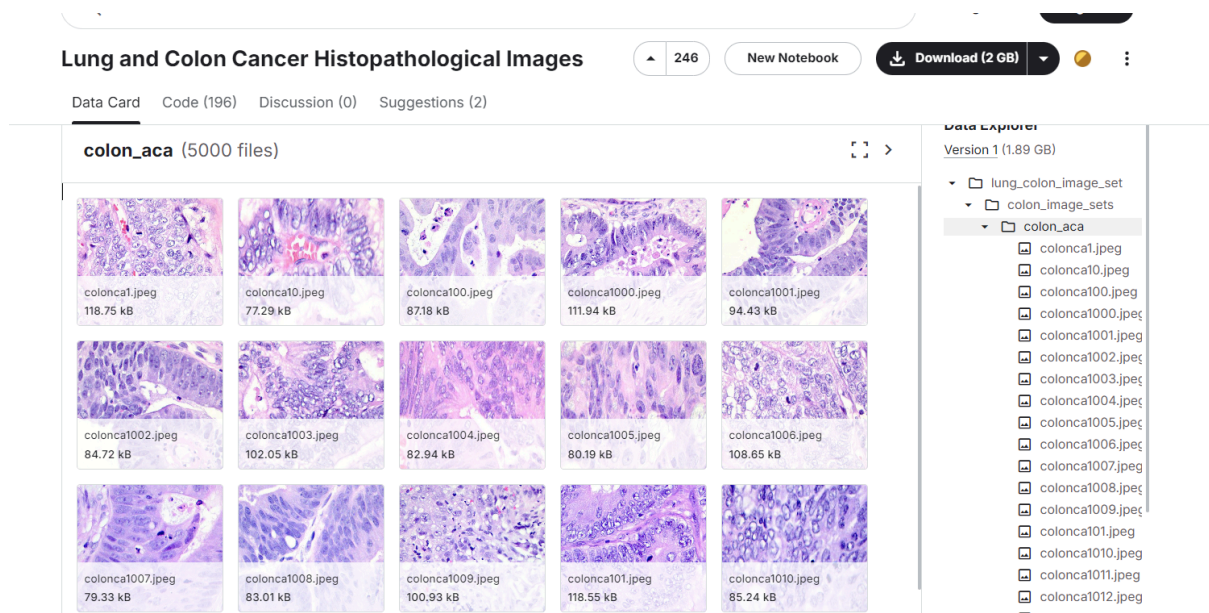 Lung and Colon Cancer Histopathological Images
246
New Notebook
Download (2 GB)
Data Card
Code (196)
Discussion (0)
Suggestions (2)
colon_aca (5000 files)
colonca1.jpeg
118.75 kB
colonca10.jpeg
77.29 kB
colonca100.jpeg
87.18 kB
colonca1000.jpeg
111.94 kB
colonca1001.jpeg
94.43 kB
colonca1002.jpeg
84.72 kB
colonca1003.jpeg
102.05 kB
colonca1004.jpeg
82.94 kB
colonca1005.jpeg
80.19 kB
colonca1006.jpeg
108.65 kB
colonca1007.jpeg
79.33 kB
colonca1008.jpeg
83.01 kB
colonca1009.jpeg
100.93 kB
colonca101.jpeg
118.55 kB
colonca1010.jpeg
85.24 kB
Data Explorer
Version 1 (1.89 GB)
lung_colon_image_set
colon_image_sets
colon_aca
colonca1.jpeg
colonca10.jpeg
colonca100.jpeg
colonca1000.jpeg
colonca1001.jpeg
colonca1002.jpeg
colonca1003.jpeg
colonca1004.jpeg
colonca1005.jpeg
colonca1006.jpeg
colonca1007.jpeg
colonca1008.jpeg
colonca1009.jpeg
colonca101.jpeg
colonca1010.jpeg
colonca1011.jpeg
colonca1012.jpeg